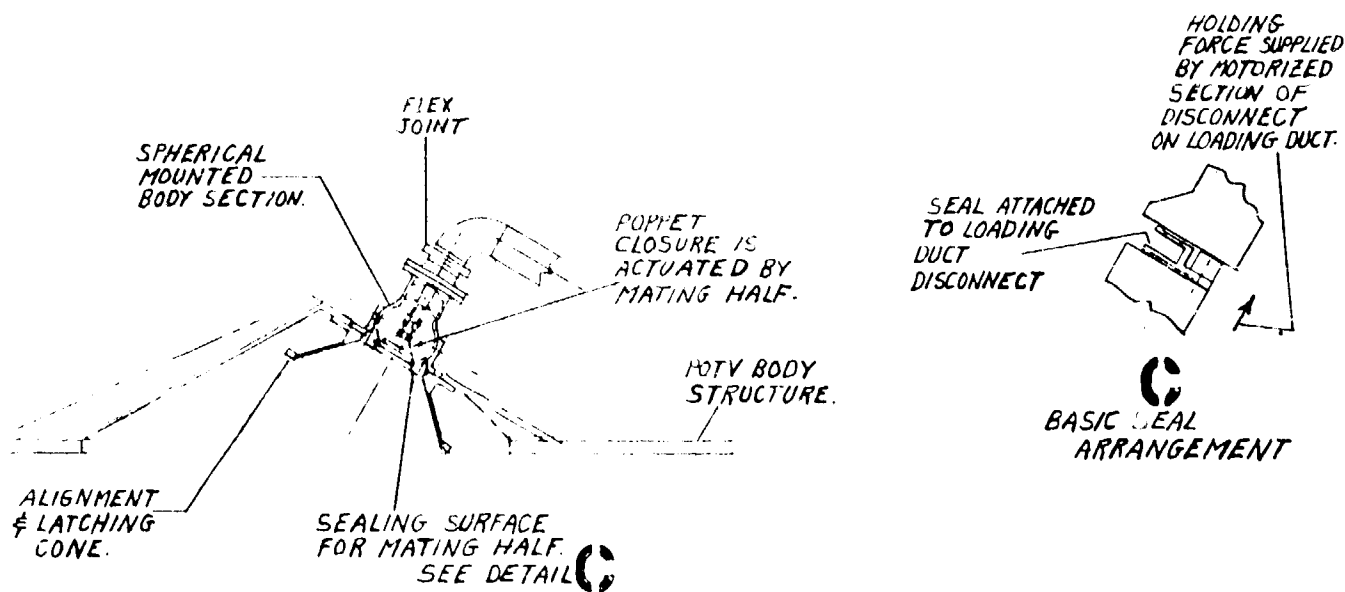 FLEX
JOINT
SPHERICAL
MOUNTED
BODY SECTION.
POPPET
CLOSURE IS
ACTUATED BY
MATING HALF.
POTV BODY
STRUCTURE.
ALIGNMENT
& LATCHING
CONE.
SEALING SURFACE
FOR MATING HALF.
SEE DETAIL C
HOLDING
FORCE SUPPLIED
BY MOTORIZED
SECTION OF
DISCONNECT
ON LOADING DUCT.
SEAL ATTACHED
TO LOADING
DUCT
DISCONNECT
C
BASIC SEAL
ARRANGEMENT